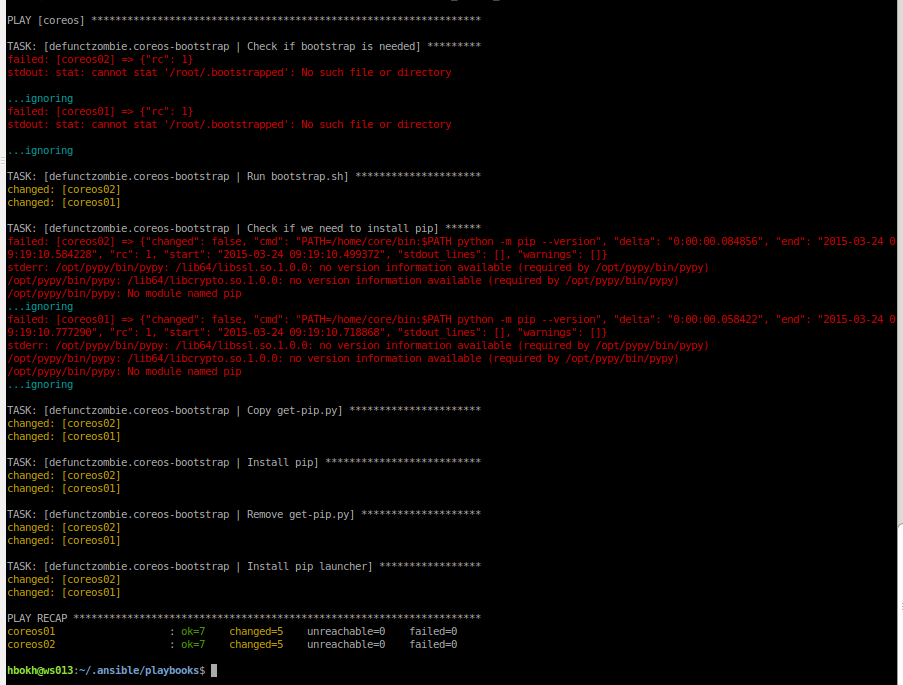 PLAY [coreos] *****************************************************************

TASK: [defunctzombie.coreos-bootstrap | Check if bootstrap is needed] *********
failed: [coreos02] => {"rc": 1}
stdout: stat: cannot stat '/root/.bootstrapped': No such file or directory

...ignoring
failed: [coreos01] => {"rc": 1}
stdout: stat: cannot stat '/root/.bootstrapped': No such file or directory

...ignoring

TASK: [defunctzombie.coreos-bootstrap | Run bootstrap.sh] *********************
changed: [coreos02]
changed: [coreos01]

TASK: [defunctzombie.coreos-bootstrap | Check if we need to install pip] ******
failed: [coreos02] => {"changed": false, "cmd": "PATH=/home/core/bin:$PATH python -m pip --version", "delta": "0:00:00.084856", "end": "2015-03-24 0
9:19:10.584228", "rc": 1, "start": "2015-03-24 09:19:10.499372", "stdout_lines": [], "warnings": []}
stderr: /opt/pypy/bin/pypy: /lib64/libssl.so.1.0.0: no version information available (required by /opt/pypy/bin/pypy)
/opt/pypy/bin/pypy: /lib64/libcrypto.so.1.0.0: no version information available (required by /opt/pypy/bin/pypy)
/opt/pypy/bin/pypy: No module named pip
...ignoring
failed: [coreos01] => {"changed": false, "cmd": "PATH=/home/core/bin:$PATH python -m pip --version", "delta": "0:00:00.058422", "end": "2015-03-24 0
9:19:10.777290", "rc": 1, "start": "2015-03-24 09:19:10.718868", "stdout_lines": [], "warnings": []}
stderr: /opt/pypy/bin/pypy: /lib64/libssl.so.1.0.0: no version information available (required by /opt/pypy/bin/pypy)
/opt/pypy/bin/pypy: /lib64/libcrypto.so.1.0.0: no version information available (required by /opt/pypy/bin/pypy)
/opt/pypy/bin/pypy: No module named pip
...ignoring

TASK: [defunctzombie.coreos-bootstrap | Copy get-pip.py] **********************
changed: [coreos02]
changed: [coreos01]

TASK: [defunctzombie.coreos-bootstrap | Install pip] **************************
changed: [coreos02]
changed: [coreos01]

TASK: [defunctzombie.coreos-bootstrap | Remove get-pip.py] ********************
changed: [coreos02]
changed: [coreos01]

TASK: [defunctzombie.coreos-bootstrap | Install pip launcher] *****************
changed: [coreos02]
changed: [coreos01]

PLAY RECAP ********************************************************************
coreos01                   : ok=7    changed=5    unreachable=0    failed=0
coreos02                   : ok=7    changed=5    unreachable=0    failed=0

hbokh@ws013:~/.ansible/playbooks$